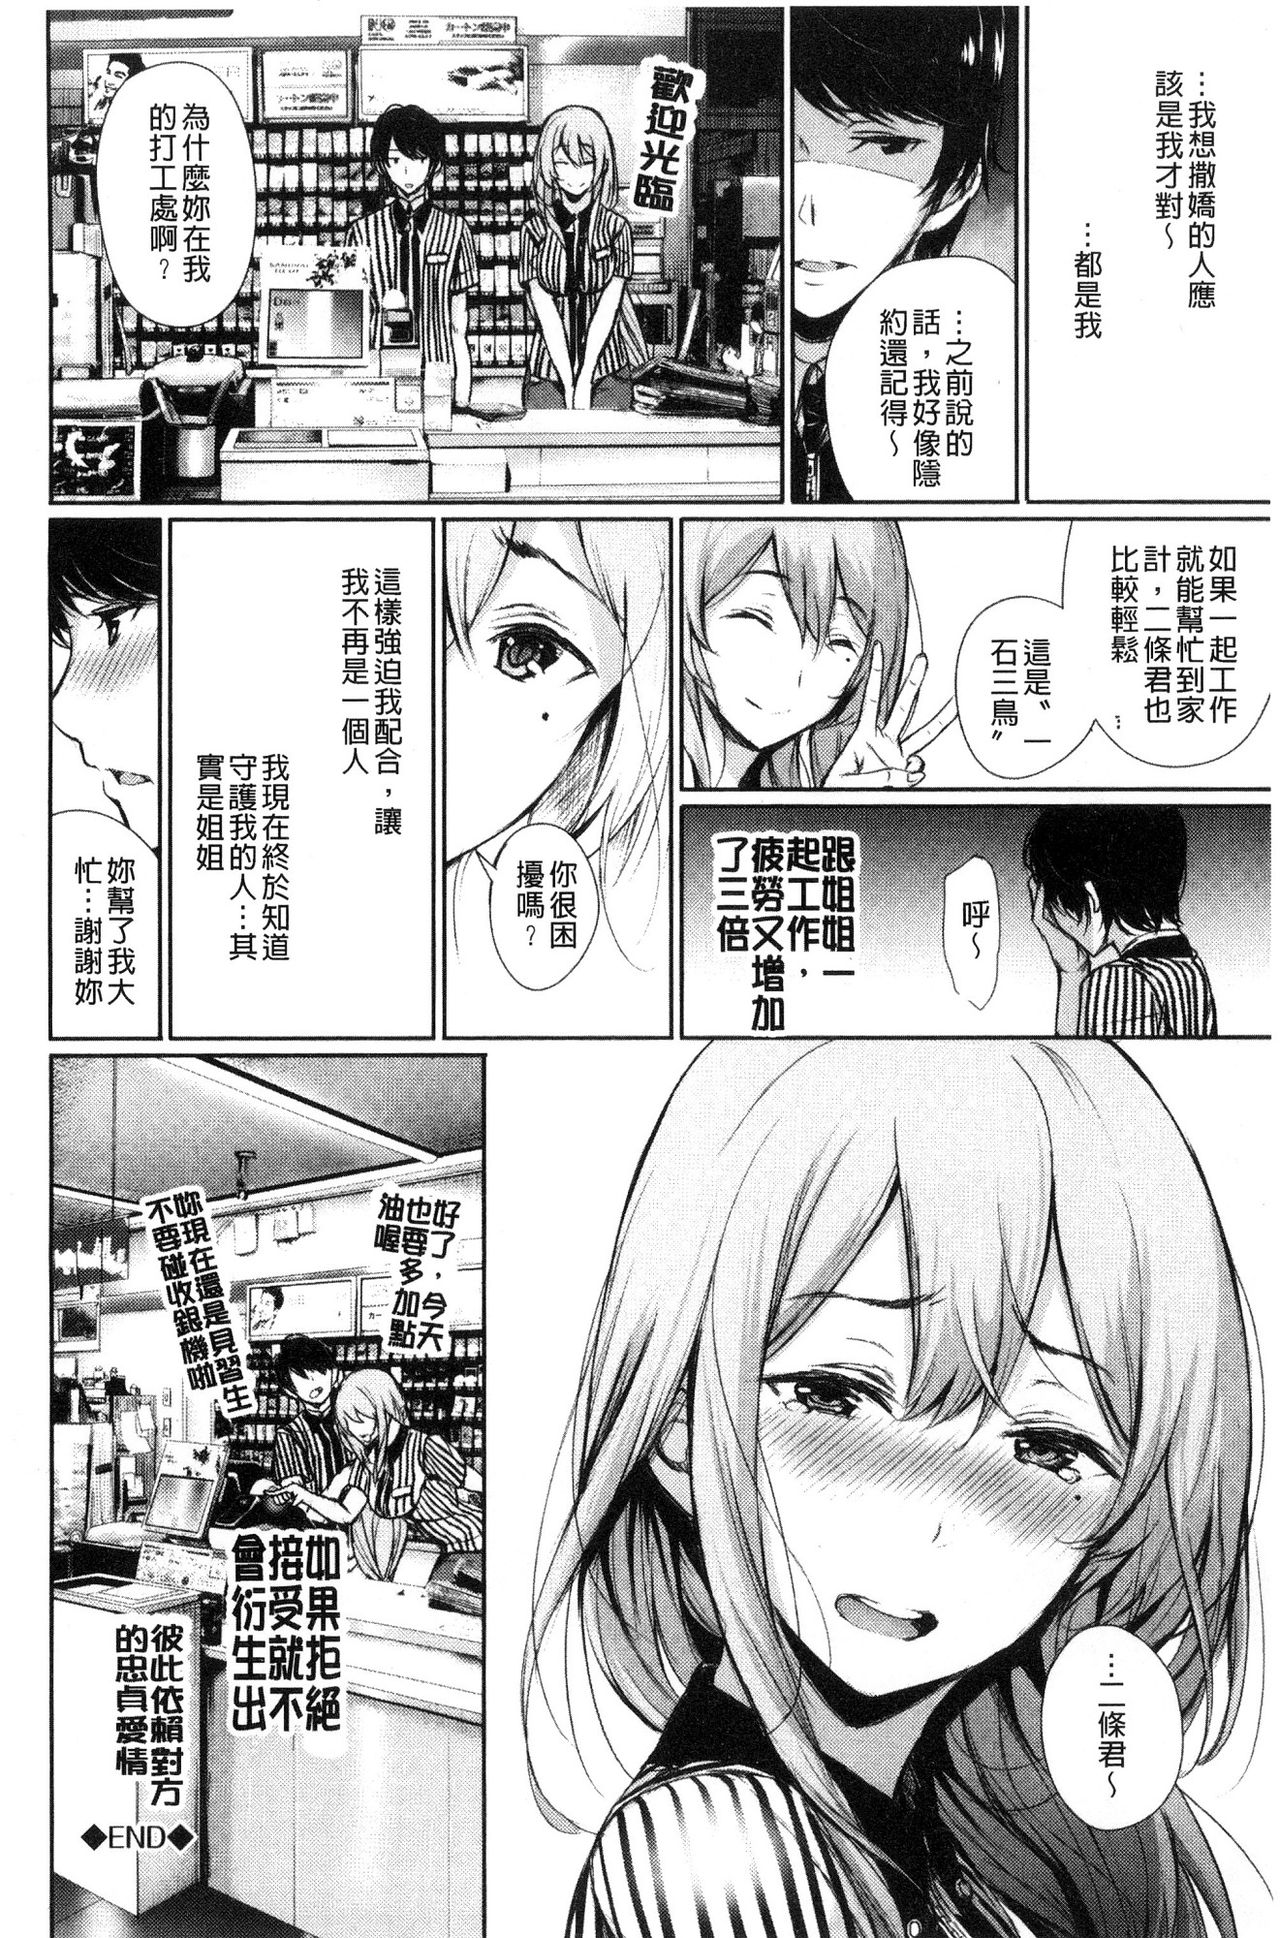 …我想撒嬌的人應
該是我才對～
…都是我
…之前說的
話，我好像隱
約還記得～
歡迎光臨
為什麼妳在我
的打工處啊？
如果一起工作
就能幫忙到家
計，二條君也
比較輕鬆…
這是〝一
石三鳥〞
呼～
跟姐姐一
起工作，
疲勞又增加
了三倍
你很困
擾嗎？
這樣強迫我配合，讓
我不再是一個人
我現在終於知道
守護我的人…其
實是姐姐
妳幫了我大
忙…謝謝妳
…二條君～
好了，今天
也要多加點
油喔
妳現在還是見習生
不要碰收銀機啦
如果拒絕
接受就不
會衍生出
彼此依賴對方
的忠貞愛情
◆END◆